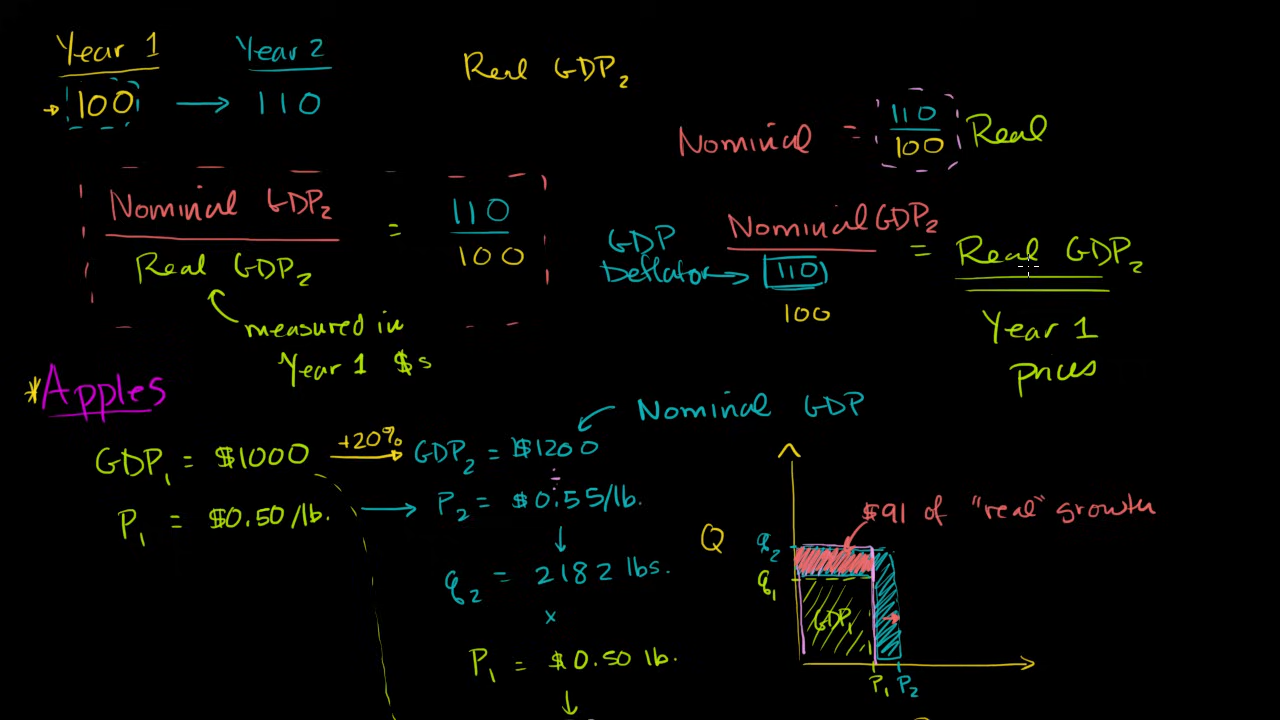 Year 1
Year 2
100 → 110
Real GDP₂
Nominal = 110/100 Real
Nominal GDP₂ / Real GDP₂ = 110/100
measured in
Year 1 $s
GDP
Deflator →
Nominal GDP₂ / 110/100 = Real GDP₂
Year 1
prices
*Apples
Nominal GDP
GDP₁ = $1000
+20%
GDP₂ = $1200
÷
P₁ = $0.50/lb. → P₂ = $0.55/lb.
↓
q₂ = 2182 lbs.
x
P₁ = $0.50 lb.
↓
$91 of "real" growth
Q
q₂
q₁
GDP₁
P₁ P₂